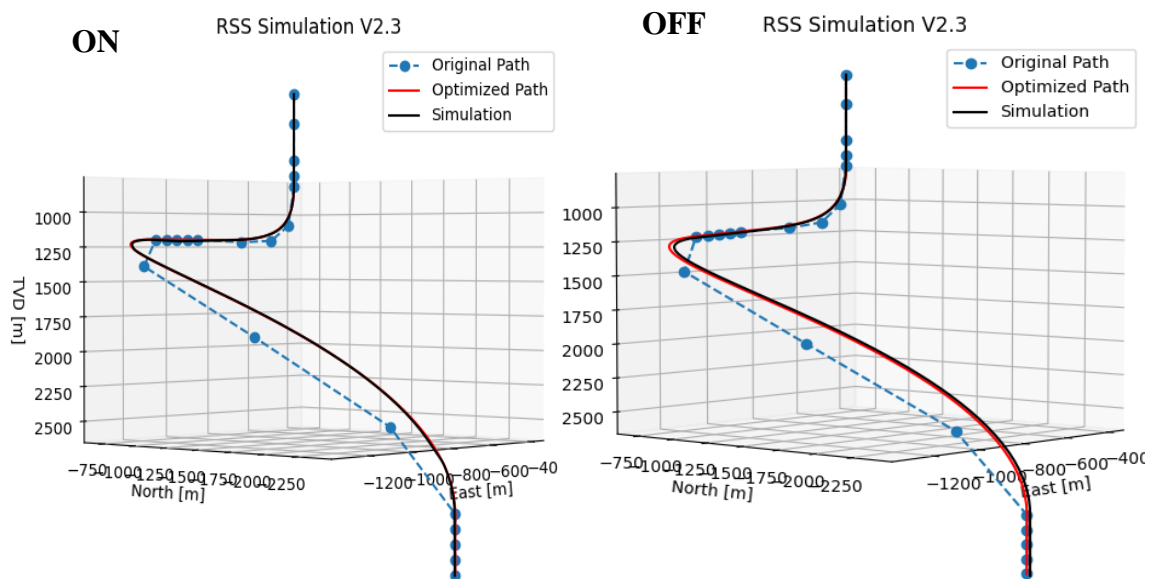 ON
RSS Simulation V2.3
Original Path
Optimized Path
Simulation
1000
1250
1500
1750
2000
2250
2500
TVD [m]
−750
−1000
−1250
−1500
−1750
−2000
−2250
North [m]
−1200
−1000
−800
−600
−40
East [m]
OFF
RSS Simulation V2.3
Original Path
Optimized Path
Simulation
1000
1250
1500
1750
2000
2250
2500
−750
−1000
−1250
−1500
−1750
−2000
−2250
North [m]
−1200
−1000
−800
−600
−400
East [m]